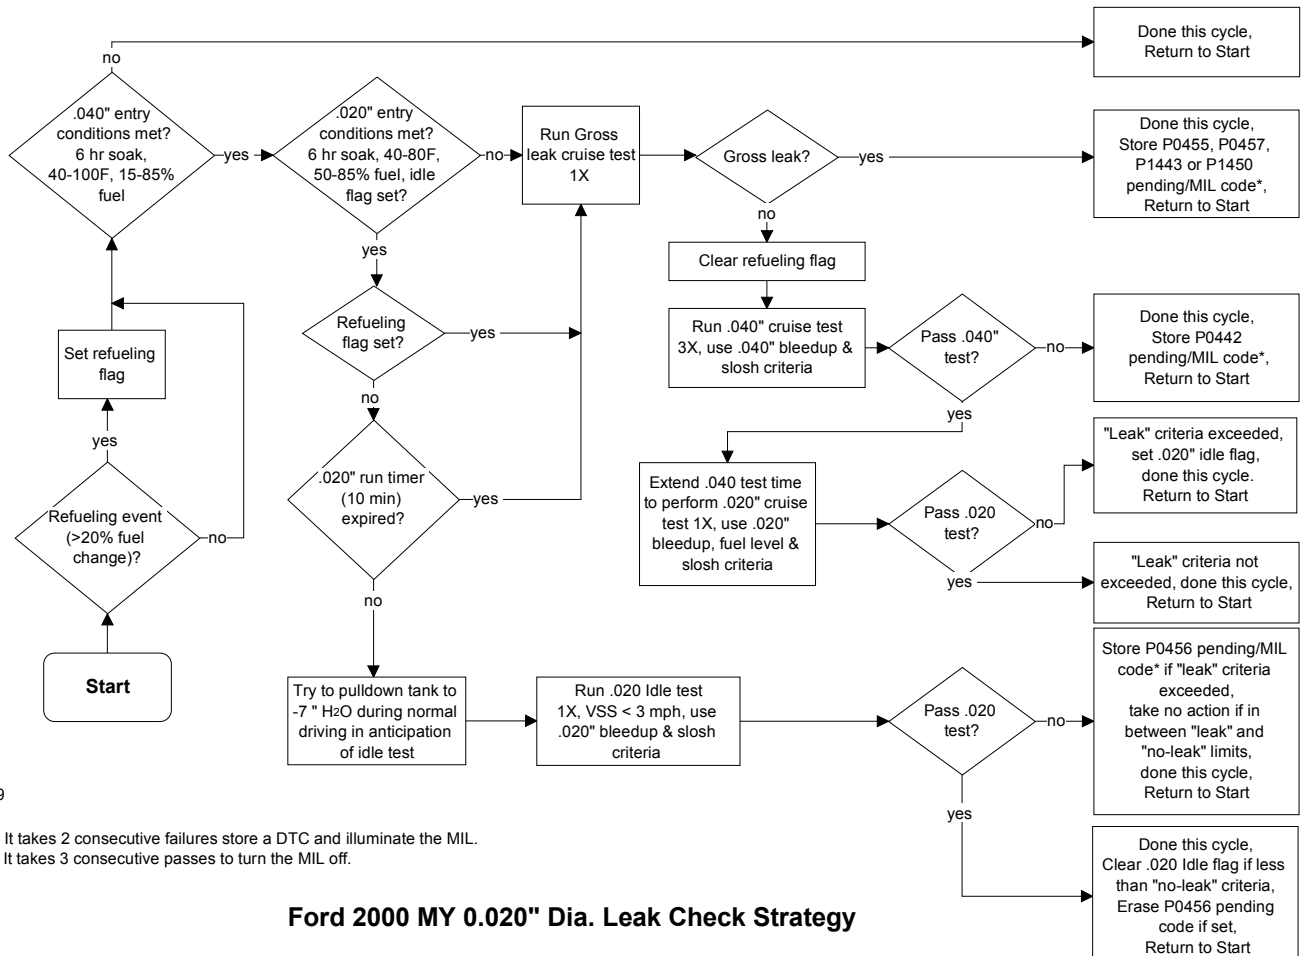 no
Done this cycle,
Return to Start
.040" entry
conditions met?
6 hr soak,
40-100F, 15-85%
fuel
yes
.020" entry
conditions met?
6 hr soak, 40-80F,
50-85% fuel, idle
flag set?
no
Run Gross
leak cruise test
1X
Gross leak?
yes
Done this cycle,
Store P0455, P0457,
P1443 or P1450
pending/MIL code*,
Return to Start
no
yes
Clear refueling flag
Set refueling
flag
Refueling
flag set?
yes
Run .040" cruise test
3X, use .040" bleedup &
slosh criteria
Pass .040"
test?
no
Done this cycle,
Store P0442
pending/MIL code*,
Return to Start
no
yes
yes
"Leak" criteria exceeded,
set .020" idle flag,
done this cycle.
Return to Start
Refueling event
(>20% fuel
change)?
no
.020" run timer
(10 min)
expired?
yes
Extend .040 test time
to perform .020" cruise
test 1X, use .020"
bleedup, fuel level &
slosh criteria
Pass .020
test?
no
yes
"Leak" criteria not
exceeded, done this cycle,
Return to Start
no
Start
Try to pulldown tank to
-7 " H2O during normal
driving in anticipation
of idle test
Run .020 Idle test
1X, VSS < 3 mph, use
.020" bleedup & slosh
criteria
Pass .020
test?
no
Store P0456 pending/MIL
code* if "leak" criteria
exceeded,
take no action if in
between "leak" and
"no-leak" limits,
done this cycle,
Return to Start
yes
9
It takes 2 consecutive failures store a DTC and illuminate the MIL.
It takes 3 consecutive passes to turn the MIL off.
Done this cycle,
Clear .020 Idle flag if less
than "no-leak" criteria,
Erase P0456 pending
code if set,
Return to Start
Ford 2000 MY 0.020" Dia. Leak Check Strategy